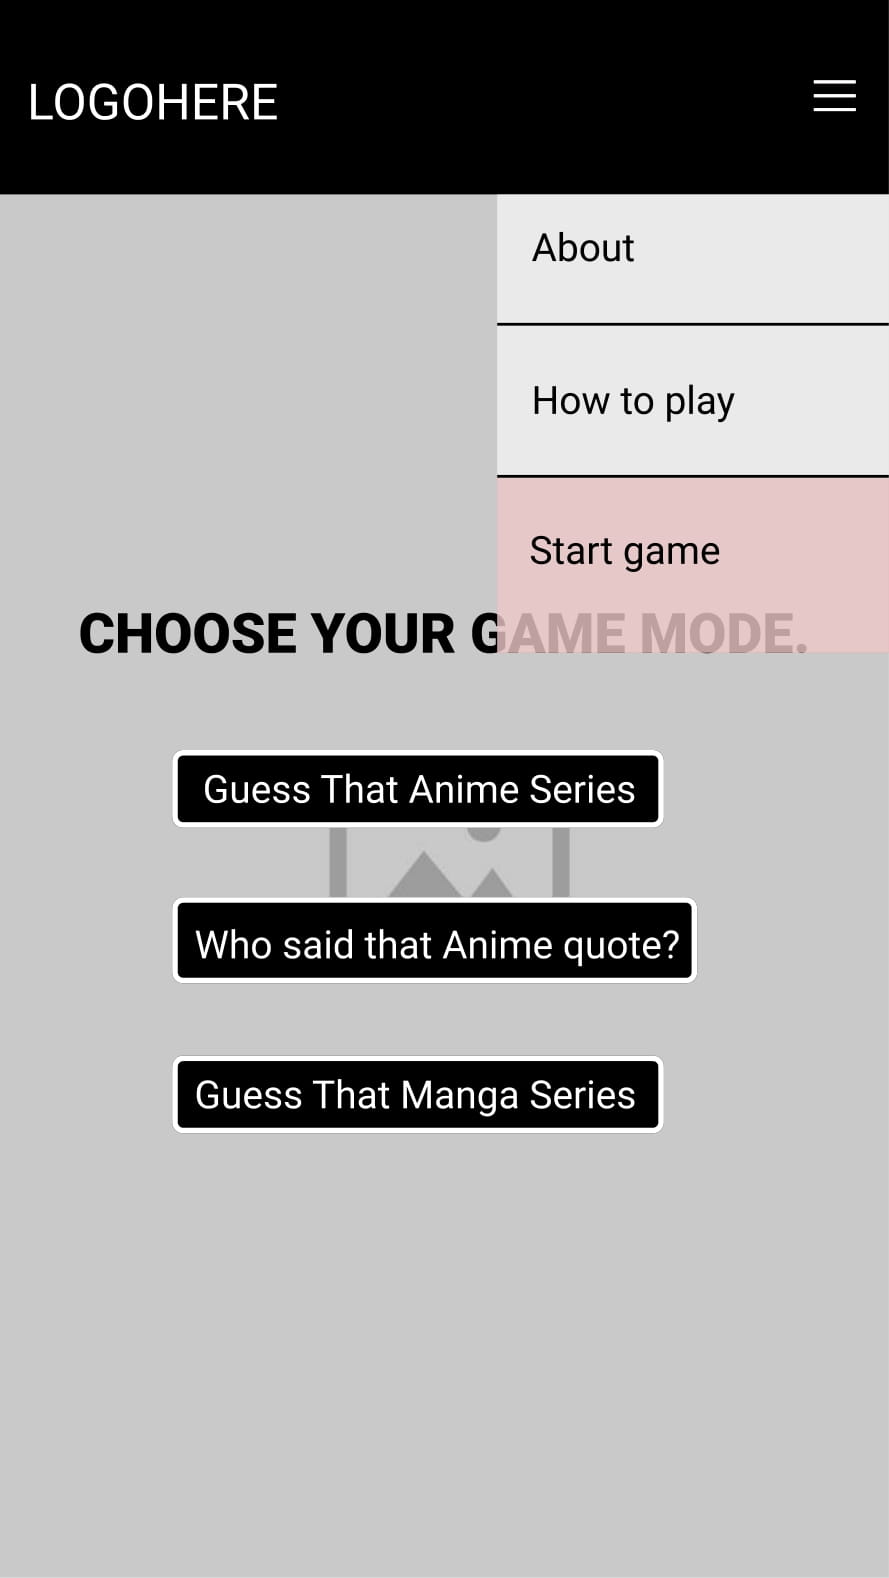 LOGOHERE
About
How to play
Start game
CHOOSE YOUR GAME MODE.
Guess That Anime Series
Who said that Anime quote?
Guess That Manga Series